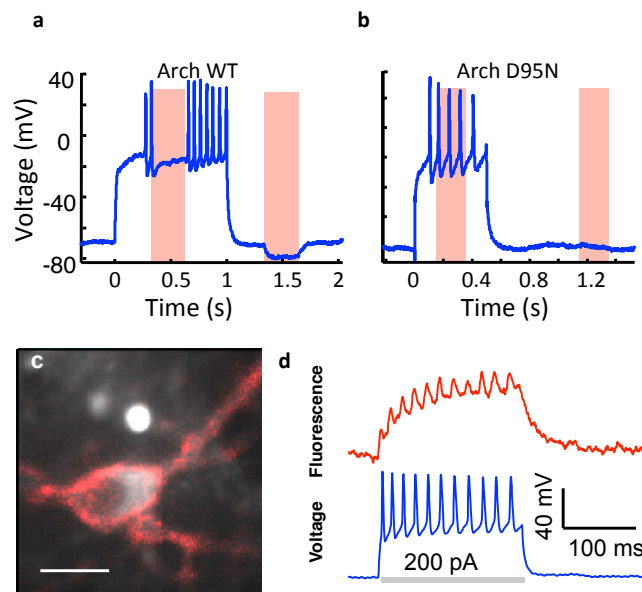 a
Arch WT
Voltage (mV)
40
0
-40
-80
0
0.5
1
1.5
2
Time (s)
b
Arch D95N
0
0.4
0.8
1.2
Time (s)
c
d
Fluorescence
Voltage
200 pA
40 mV
100 ms